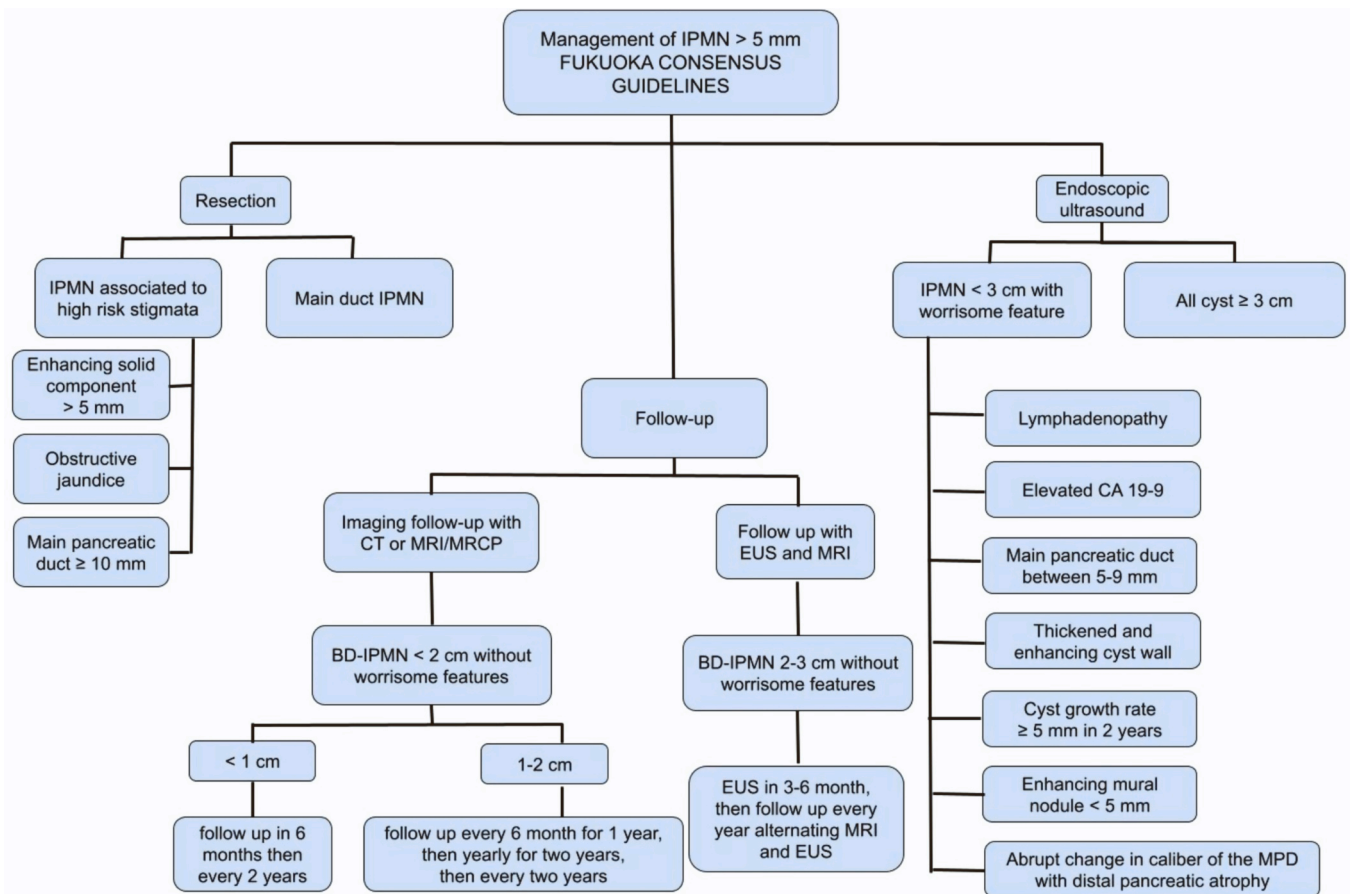 Management of IPMN > 5 mm
FUKUOKA CONSENSUS
GUIDELINES
Resection
Endoscopic
ultrasound
IPMN associated to
high risk stigmata
Main duct IPMN
IPMN < 3 cm with
worrisome feature
All cyst ≥ 3 cm
Enhancing solid
component
> 5 mm
Obstructive
jaundice
Main pancreatic
duct ≥ 10 mm
Follow-up
Imaging follow-up with
CT or MRI/MRCP
Follow up with
EUS and MRI
BD-IPMN < 2 cm without
worrisome features
BD-IPMN 2-3 cm without
worrisome features
< 1 cm
1-2 cm
follow up in 6
months then
every 2 years
follow up every 6 month for 1 year,
then yearly for two years,
then every two years
EUS in 3-6 month,
then follow up every
year alternating MRI
and EUS
Lymphadenopathy
Elevated CA 19-9
Main pancreatic duct
between 5-9 mm
Thickened and
enhancing cyst wall
Cyst growth rate
≥ 5 mm in 2 years
Enhancing mural
nodule < 5 mm
Abrupt change in caliber of the MPD
with distal pancreatic atrophy